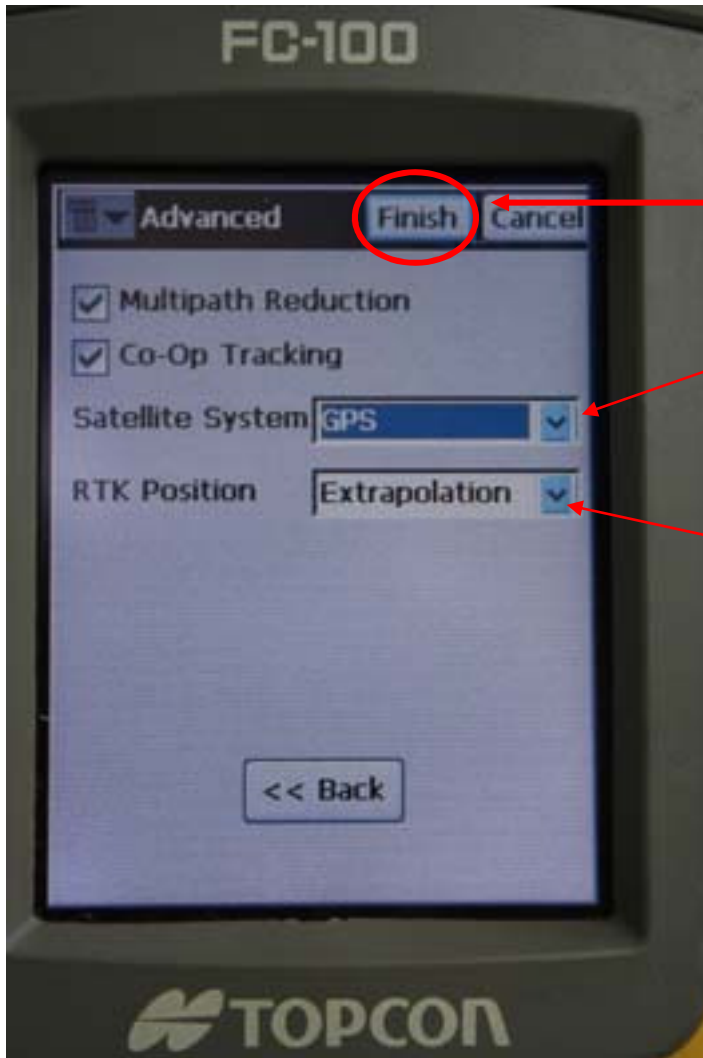 FC-100
Advanced Finish Cancel
Multipath Reduction
Co-Op Tracking
Satellite System GPS
RTK Position Extrapolation
<< Back
TOPCON